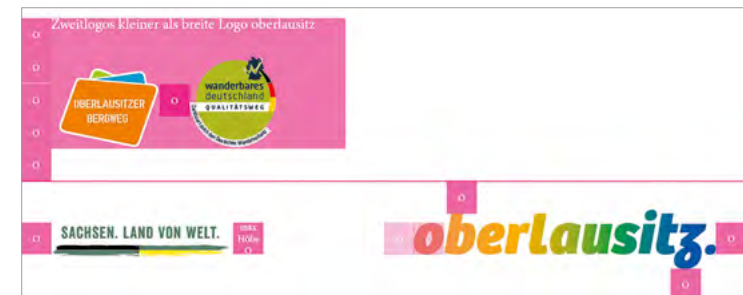 Zweitlogos kleiner als breite Logo oberlausitz
o
o
wanderbares
deutschland
o
OBERLAUSITZER
BERGWEG
o
QUALITÄTSWEG
o
o
o
o
SACHSEN. LAND VON WELT.
max.
Höhe
o
o
oberlausitz.
o
o